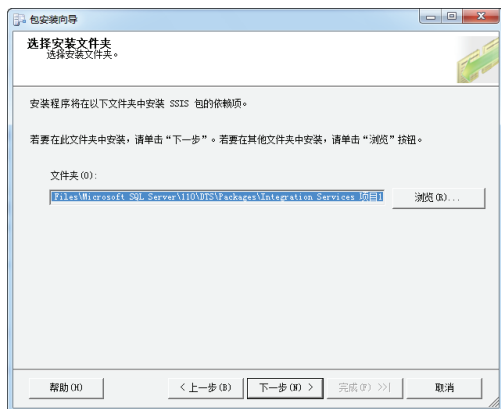 包安装向导
选择安装文件夹
选择安装文件夹。
安装程序将在以下文件夹中安装 SSIS 包的依赖项。
若要在此文件夹中安装，请单击“下一步”。若要在其他文件夹中安装，请单击“浏览”按钮。
文件夹(O):
Files\Microsoft SQL Server\110\DTS\Packages\Integration Services 项目1
浏览(R)...
帮助(H)
< 上一步(B)
下一步(N) >
完成(F) >>|
取消